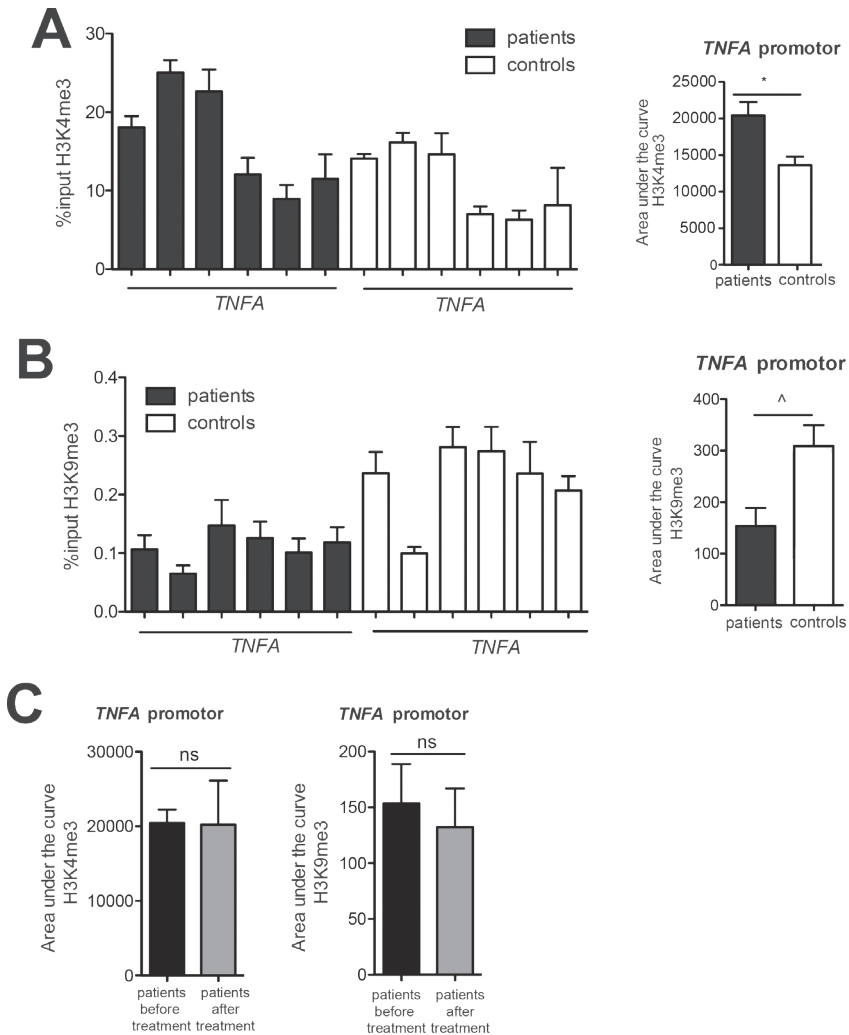 A
30
20
10
0
%input H3K4me3
patients
controls
TNFA
TNFA
TNFA promotor
25000
20000
15000
10000
5000
0
Area under the curve
H3K4me3
*
patients
controls
B
0.4
0.3
0.2
0.1
0.0
%input H3K9me3
patients
controls
TNFA
TNFA
TNFA promotor
400
300
200
100
0
Area under the curve
H3K9me3
^
patients
controls
C
TNFA promotor
30000
20000
10000
0
Area under the curve
H3K4me3
ns
patients
before
treatment
patients
after
treatment
TNFA promotor
200
150
100
50
0
Area under the curve
H3K9me3
ns
patients
before
treatment
patients
after
treatment